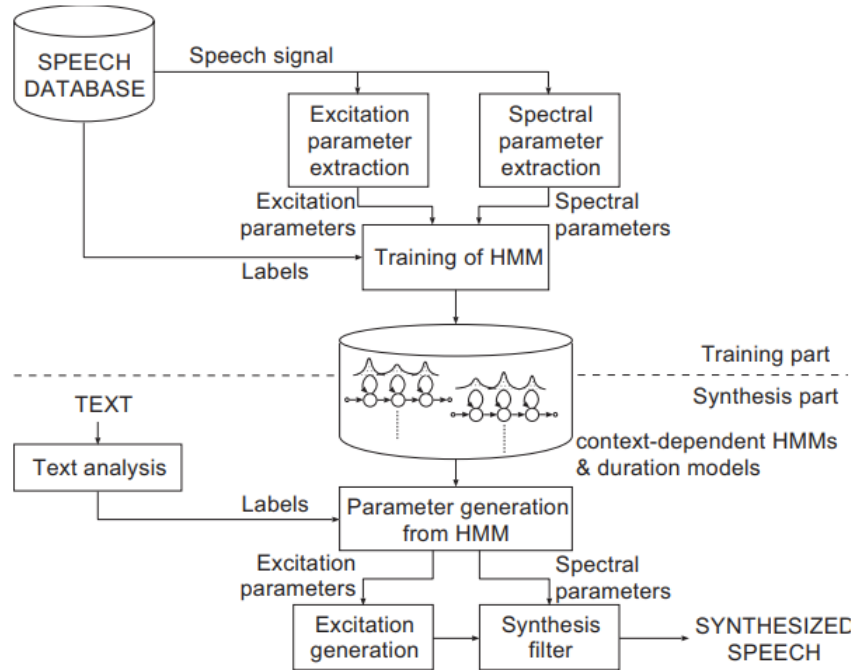 SPEECH
DATABASE
Speech signal
Excitation
parameter
extraction
Spectral
parameter
extraction
Excitation
parameters
Spectral
parameters
Labels
Training of HMM
Training part
Synthesis part
TEXT
context-dependent HMMs
& duration models
Text analysis
Labels
Parameter generation
from HMM
Excitation
parameters
Spectral
parameters
Excitation
generation
Synthesis
filter
SYNTHESIZED
SPEECH